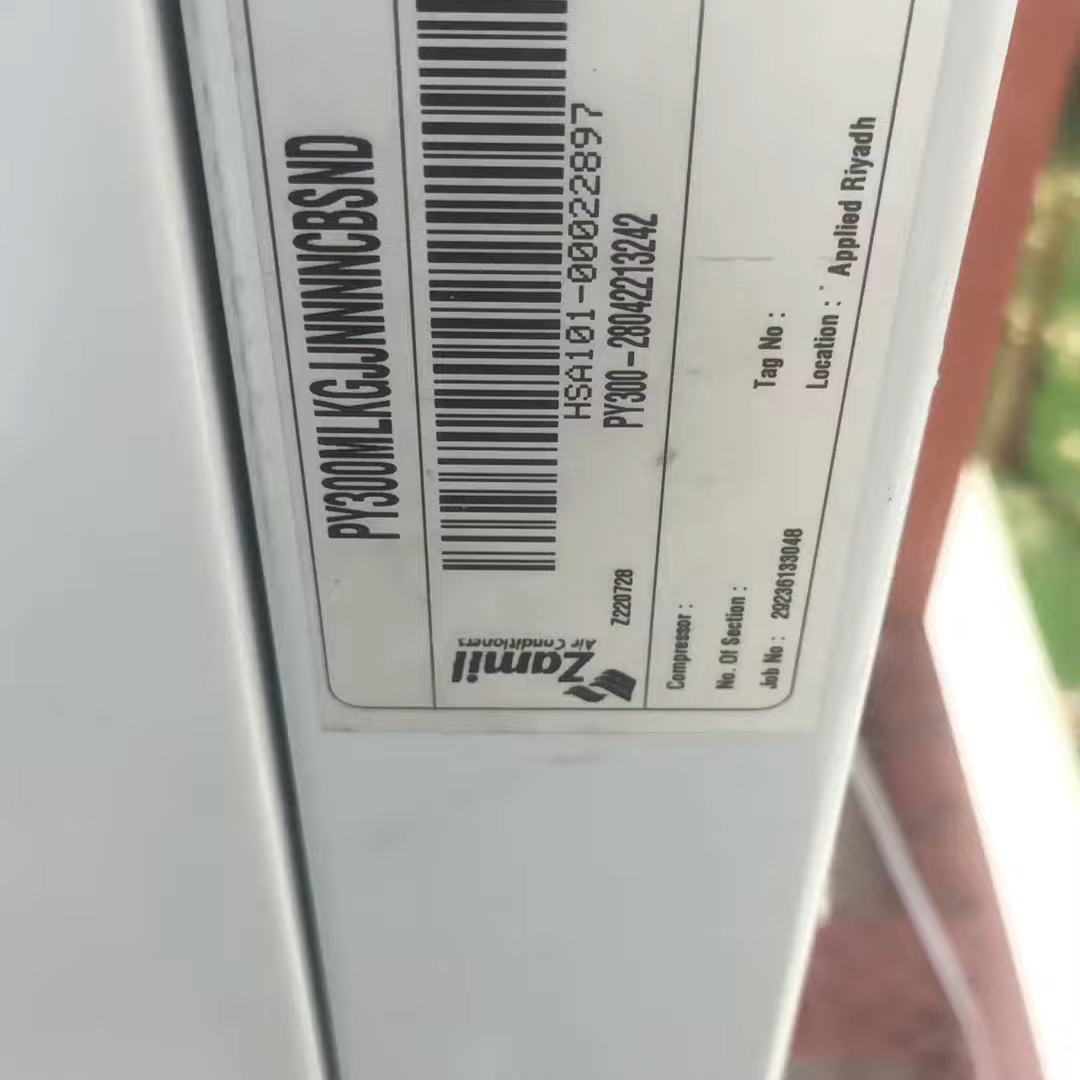 PY300MLKGJJNNNNCBSND
HSA101-00022897
Zamil
Air Conditioners
Z220728
PY300-28042213242
Compressor :
No. Of Section :
Tag No :
Job No : 29236133048
Location : Applied Riyadh